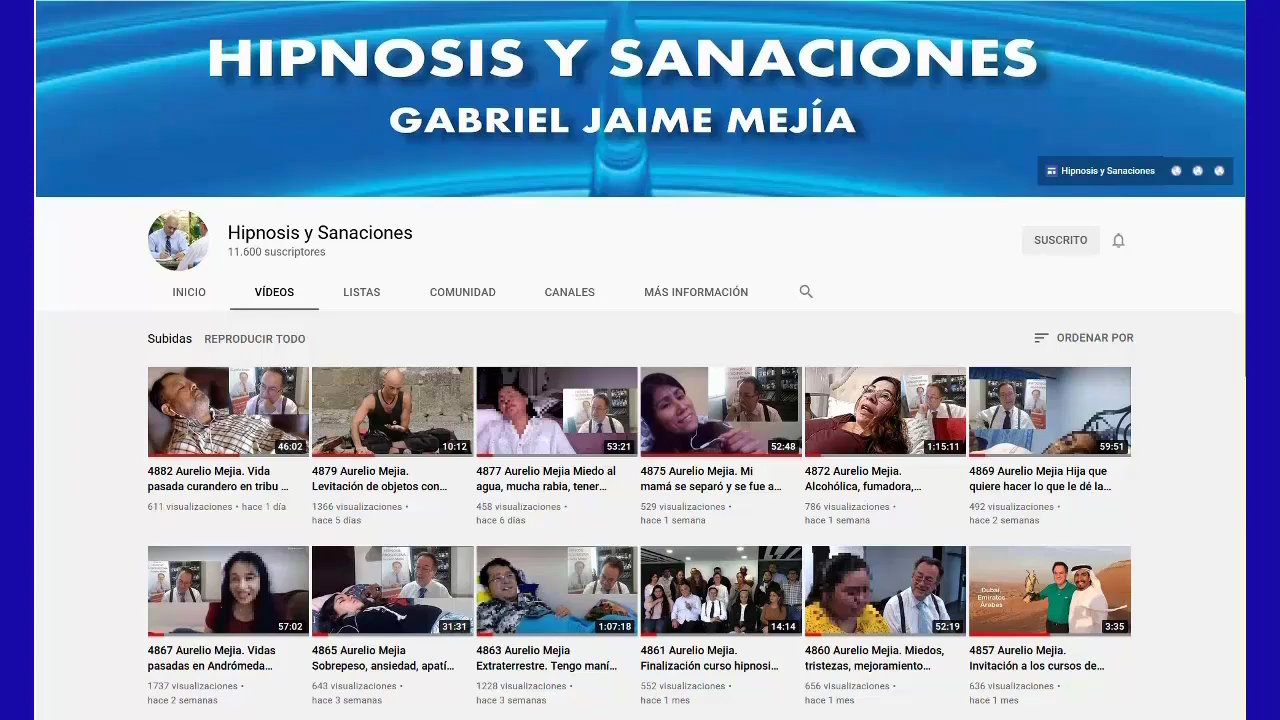 HIPNOSIS Y SANACIONES
GABRIEL JAIME MEJÍA
Hipnosis y Sanaciones
Hipnosis y Sanaciones
11.600 suscriptores
SUSCRITO
INICIO VÍDEOS LISTAS COMUNIDAD CANALES MÁS INFORMACIÓN
Subidas REPRODUCIR TODO ORDENAR POR
46:02 10:12 53:21 52:48 1:15:11 59:51
4882 Aurelio Mejia. Vida
pasada curandero en tribu ...
611 visualizaciones • hace 1 día
4879 Aurelio Mejia.
Levitación de objetos con...
1366 visualizaciones •
hace 5 días
4877 Aurelio Mejia Miedo al
agua, mucha rabia, tener...
458 visualizaciones •
hace 6 días
4875 Aurelio Mejia. Mi
mamá se separó y se fue a...
529 visualizaciones •
hace 1 semana
4872 Aurelio Mejia.
Alcohólica, fumadora,...
786 visualizaciones •
hace 1 semana
4869 Aurelio Mejia Hija que
quiere hacer lo que le dé la...
492 visualizaciones •
hace 2 semanas
Dubai,
Emiratos
Arabes
57:02 31:31 1:07:18 14:14 52:19 3:35
4867 Aurelio Mejia. Vidas
pasadas en Andrómeda...
1737 visualizaciones •
hace 2 semanas
4865 Aurelio Mejia
Sobrepeso, ansiedad, apatí...
643 visualizaciones •
hace 3 semanas
4863 Aurelio Mejia
Extraterrestre. Tengo maní...
1228 visualizaciones •
hace 3 semanas
4861 Aurelio Mejia.
Finalización curso hipnosi...
552 visualizaciones •
hace 1 mes
4860 Aurelio Mejia. Miedos,
tristezas, mejoramiento...
656 visualizaciones •
hace 1 mes
4857 Aurelio Mejia.
Invitación a los cursos de...
636 visualizaciones •
hace 1 mes